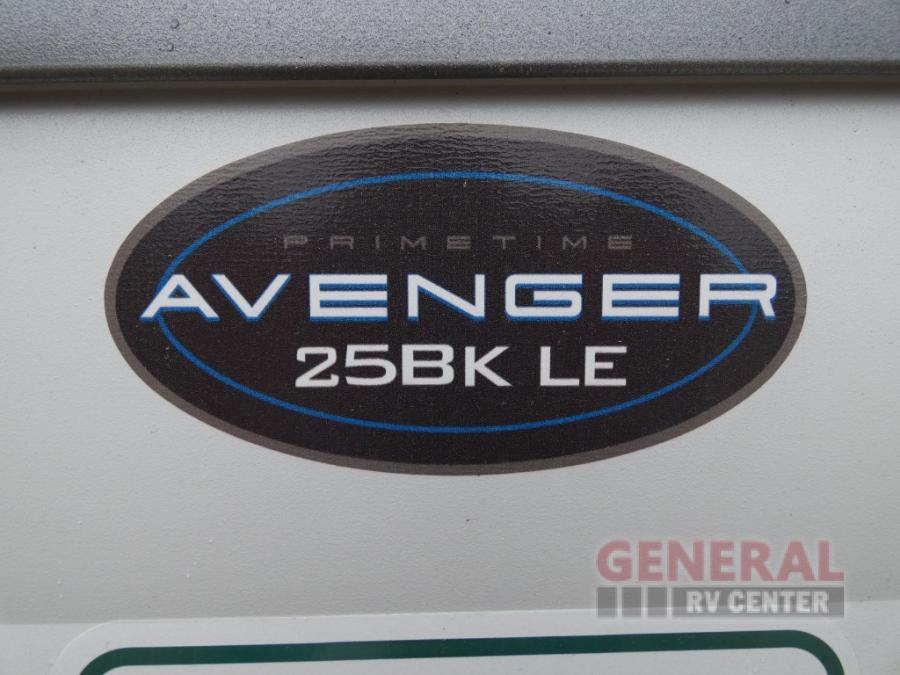 PRIMETIME
AVENGER
25BK LE
GENERAL
RV CENTER